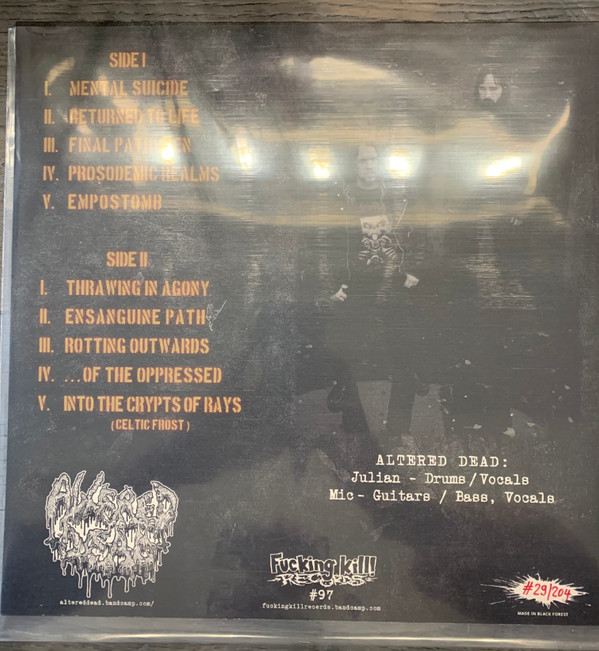 SIDE I
I. MENTAL SUICIDE
II. RETURNED TO LIFE
III. FINAL
IV. PROSODEMIC REALMS
V. EMPOSTOMB
SIDE II
I. THRAWING IN AGONY
II. ENSANGUINE PATH
III. ROTTING OUTWARDS
IV. ...OF THE OPPRESSED
V. INTO THE CRYPTS OF RAYS
(CELTIC FROST)
ALTERED DEAD:
Julian - Drums/Vocals
Mic- Guitars / Bass, Vocals
ALTERED DEAD
altereddead.bandcamp.com/
Fucking Kill!
RECORDS
#97
fuckingkillrecords.bandcamp.com
#29/204
MADE IN BLACK FOREST